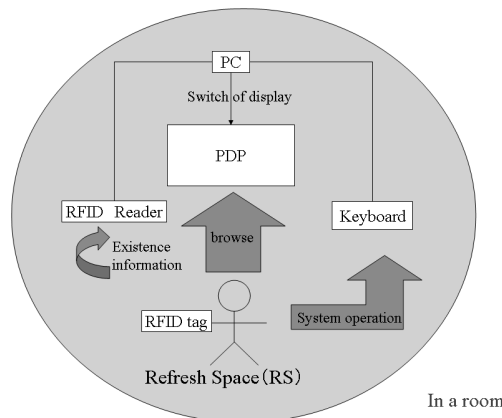 PC
Switch of display
PDP
RFID Reader
Keyboard
Existence
information
browse
RFID tag
System operation
Refresh Space(RS)
In a room